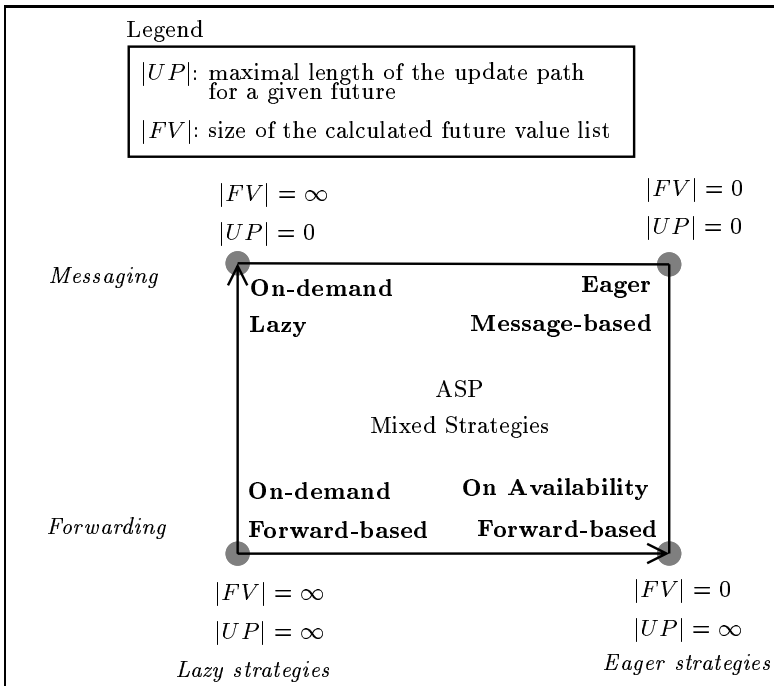 Legend
|UP|: maximal length of the update path
for a given future
|FV|: size of the calculated future value list
|FV| = ∞
|UP| = 0
|FV| = 0
|UP| = 0
Messaging
On-demand
Lazy
Eager
Message-based
ASP
Mixed Strategies
On-demand
Forward-based
On Availability
Forward-based
Forwarding
|FV| = ∞
|UP| = ∞
Lazy strategies
|FV| = 0
|UP| = ∞
Eager strategies